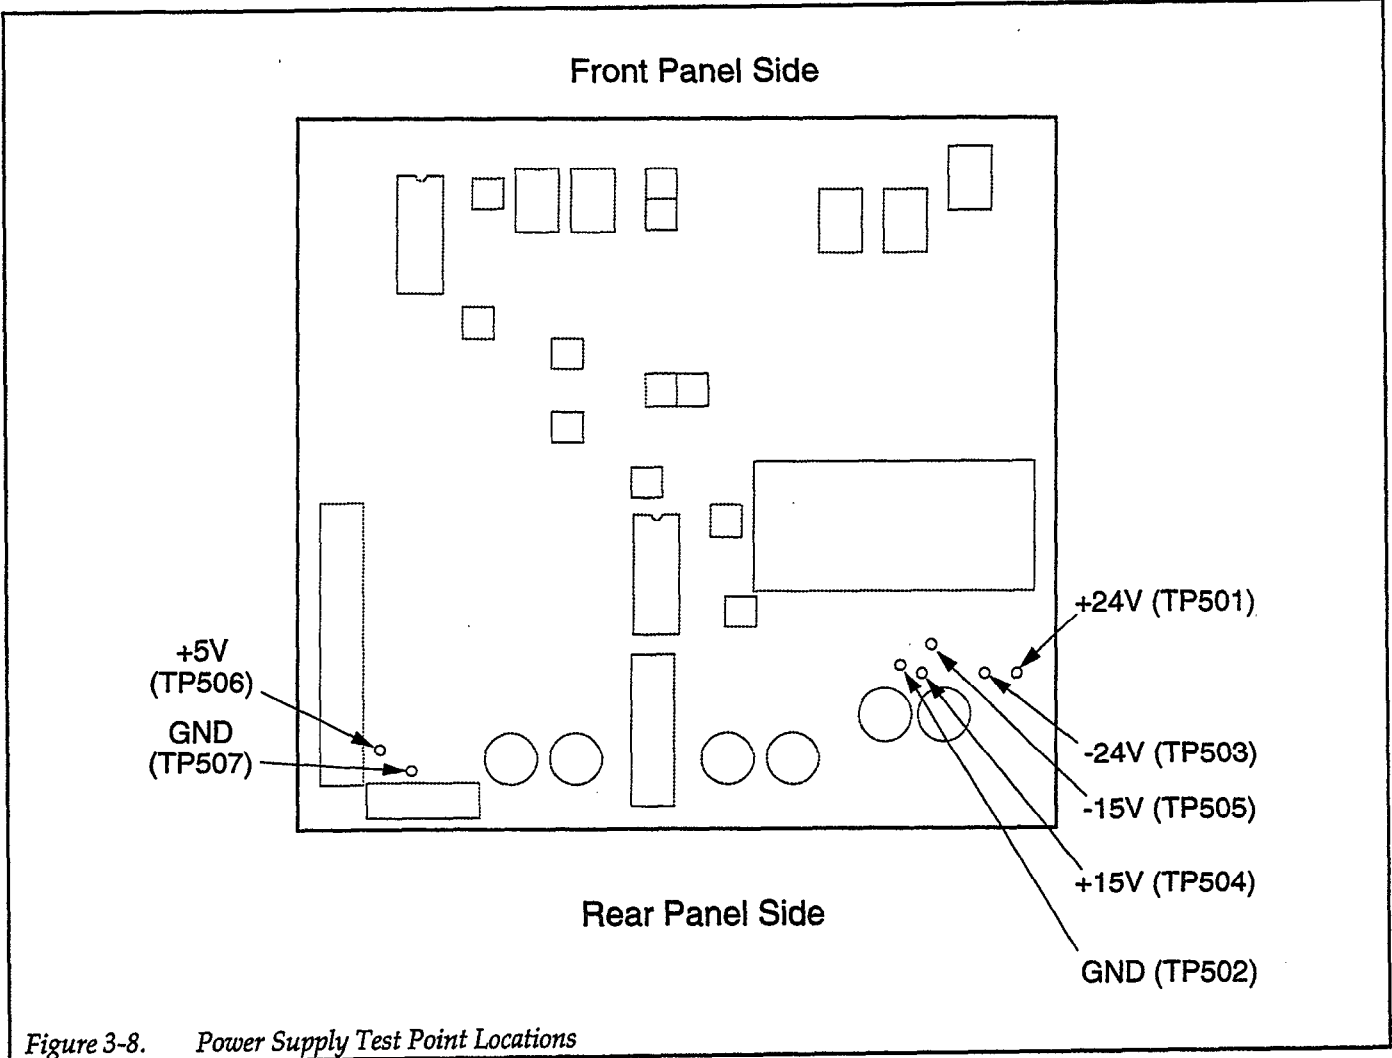 Front Panel Side
+24V (TP501)
+5V
(TP506)
GND
(TP507)
-24V (TP503)
-15V (TP505)
+15V (TP504)
Rear Panel Side
GND (TP502)
Figure 3-8. Power Supply Test Point Locations